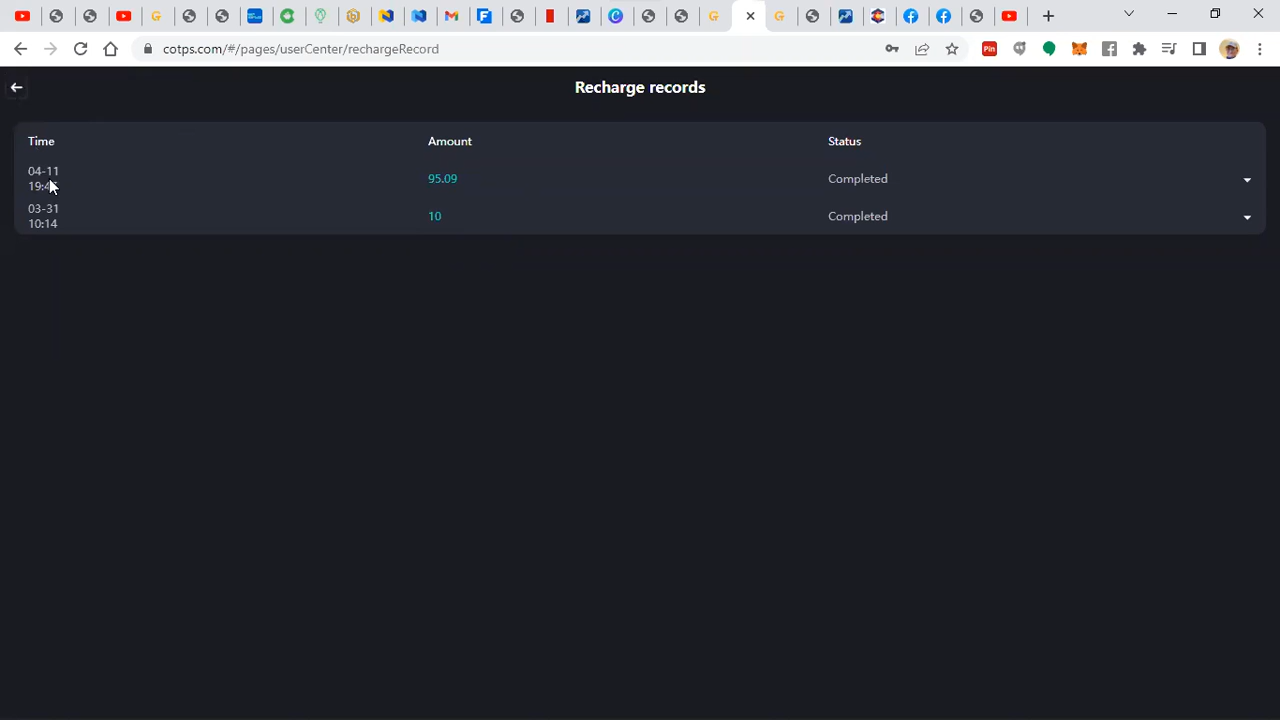 cotps.com/#/pages/userCenter/rechargeRecord
Pin
Recharge records
Time Amount Status
04-11
95.09 Completed
03-31
10:14
10 Completed